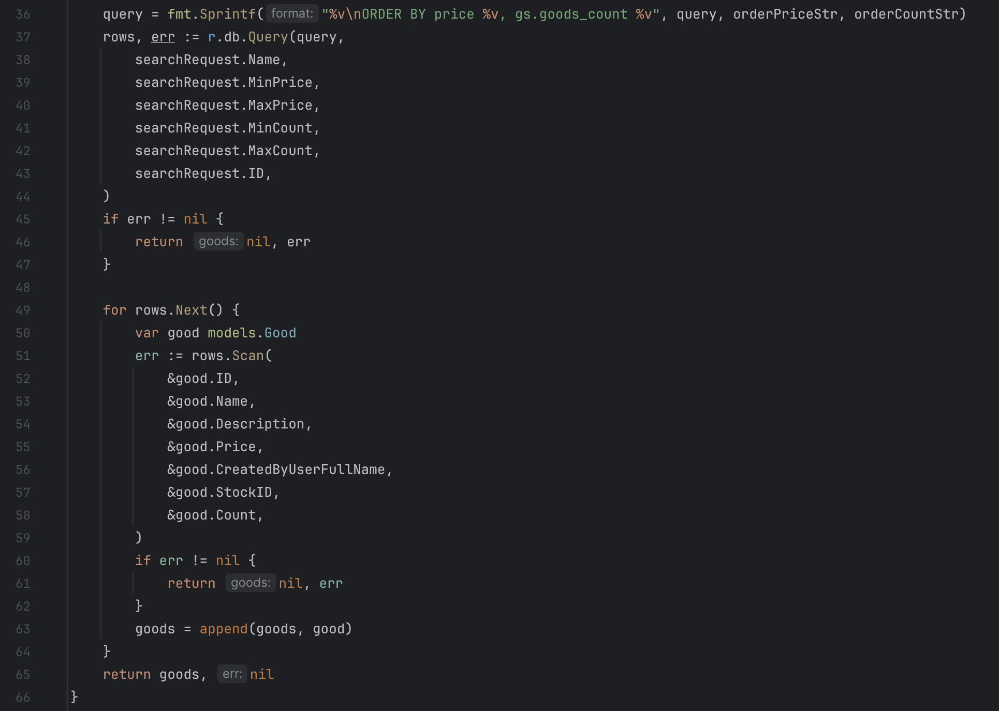 36 query = fmt.Sprintf( format: "%v\nORDER BY price %v, gs.goods_count %v", query, orderPriceStr, orderCountStr)
37 rows, err := r.db.Query(query,
38 searchRequest.Name,
39 searchRequest.MinPrice,
40 searchRequest.MaxPrice,
41 searchRequest.MinCount,
42 searchRequest.MaxCount,
43 searchRequest.ID,
44 )
45 if err != nil {
46 return goods: nil, err
47 }
48
49 for rows.Next() {
50 var good models.Good
51 err := rows.Scan(
52 &good.ID,
53 &good.Name,
54 &good.Description,
55 &good.Price,
56 &good.CreatedByUserFullName,
57 &good.StockID,
58 &good.Count,
59 )
60 if err != nil {
61 return goods: nil, err
62 }
63 goods = append(goods, good)
64 }
65 return goods, err: nil
66 }